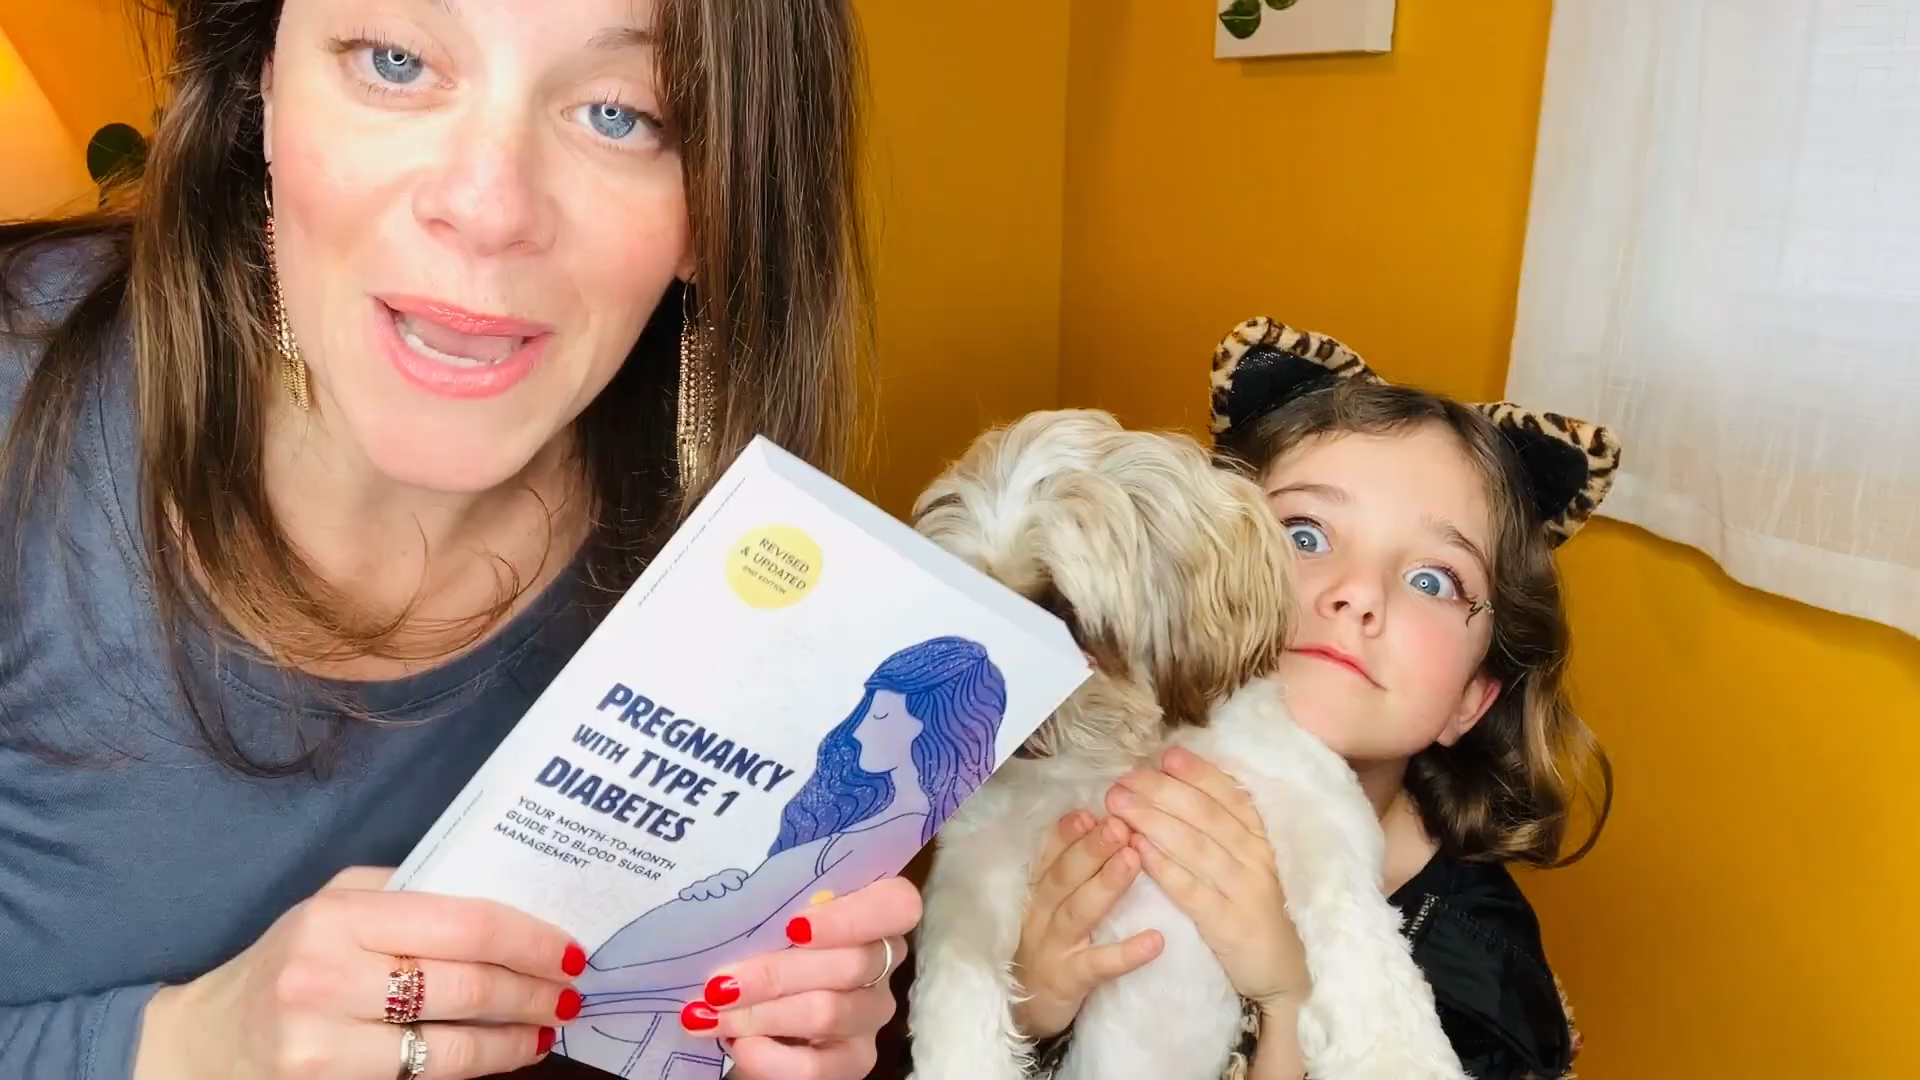 REVISED
& UPDATED
2ND EDITION
PREGNANCY
WITH TYPE 1
DIABETES
YOUR MONTH-TO-MONTH
GUIDE TO BLOOD SUGAR
MANAGEMENT